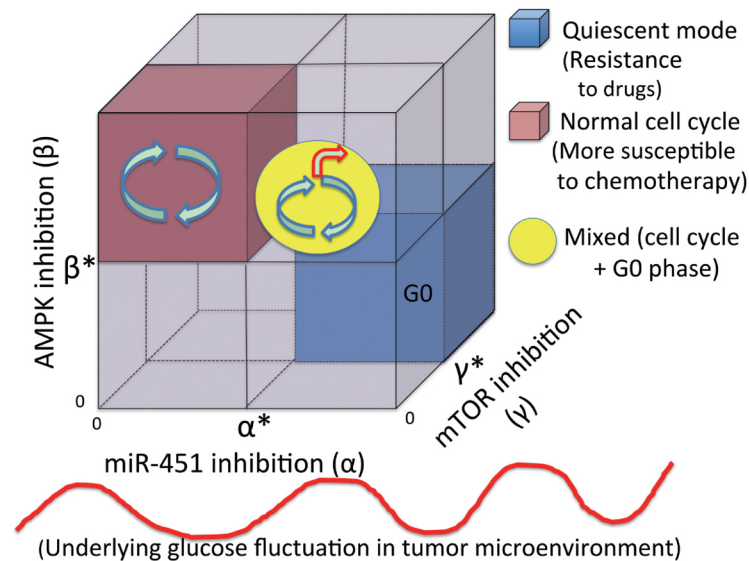 Quiescent mode
(Resistance
to drugs)
Normal cell cycle
(More susceptible
to chemotherapy)
Mixed (cell cycle
+ G0 phase)
AMPK inhibition (β)
β*
G0
0
0
α*
0
γ*
mTOR inhibition
(γ)
miR-451 inhibition (α)
(Underlying glucose fluctuation in tumor microenvironment)